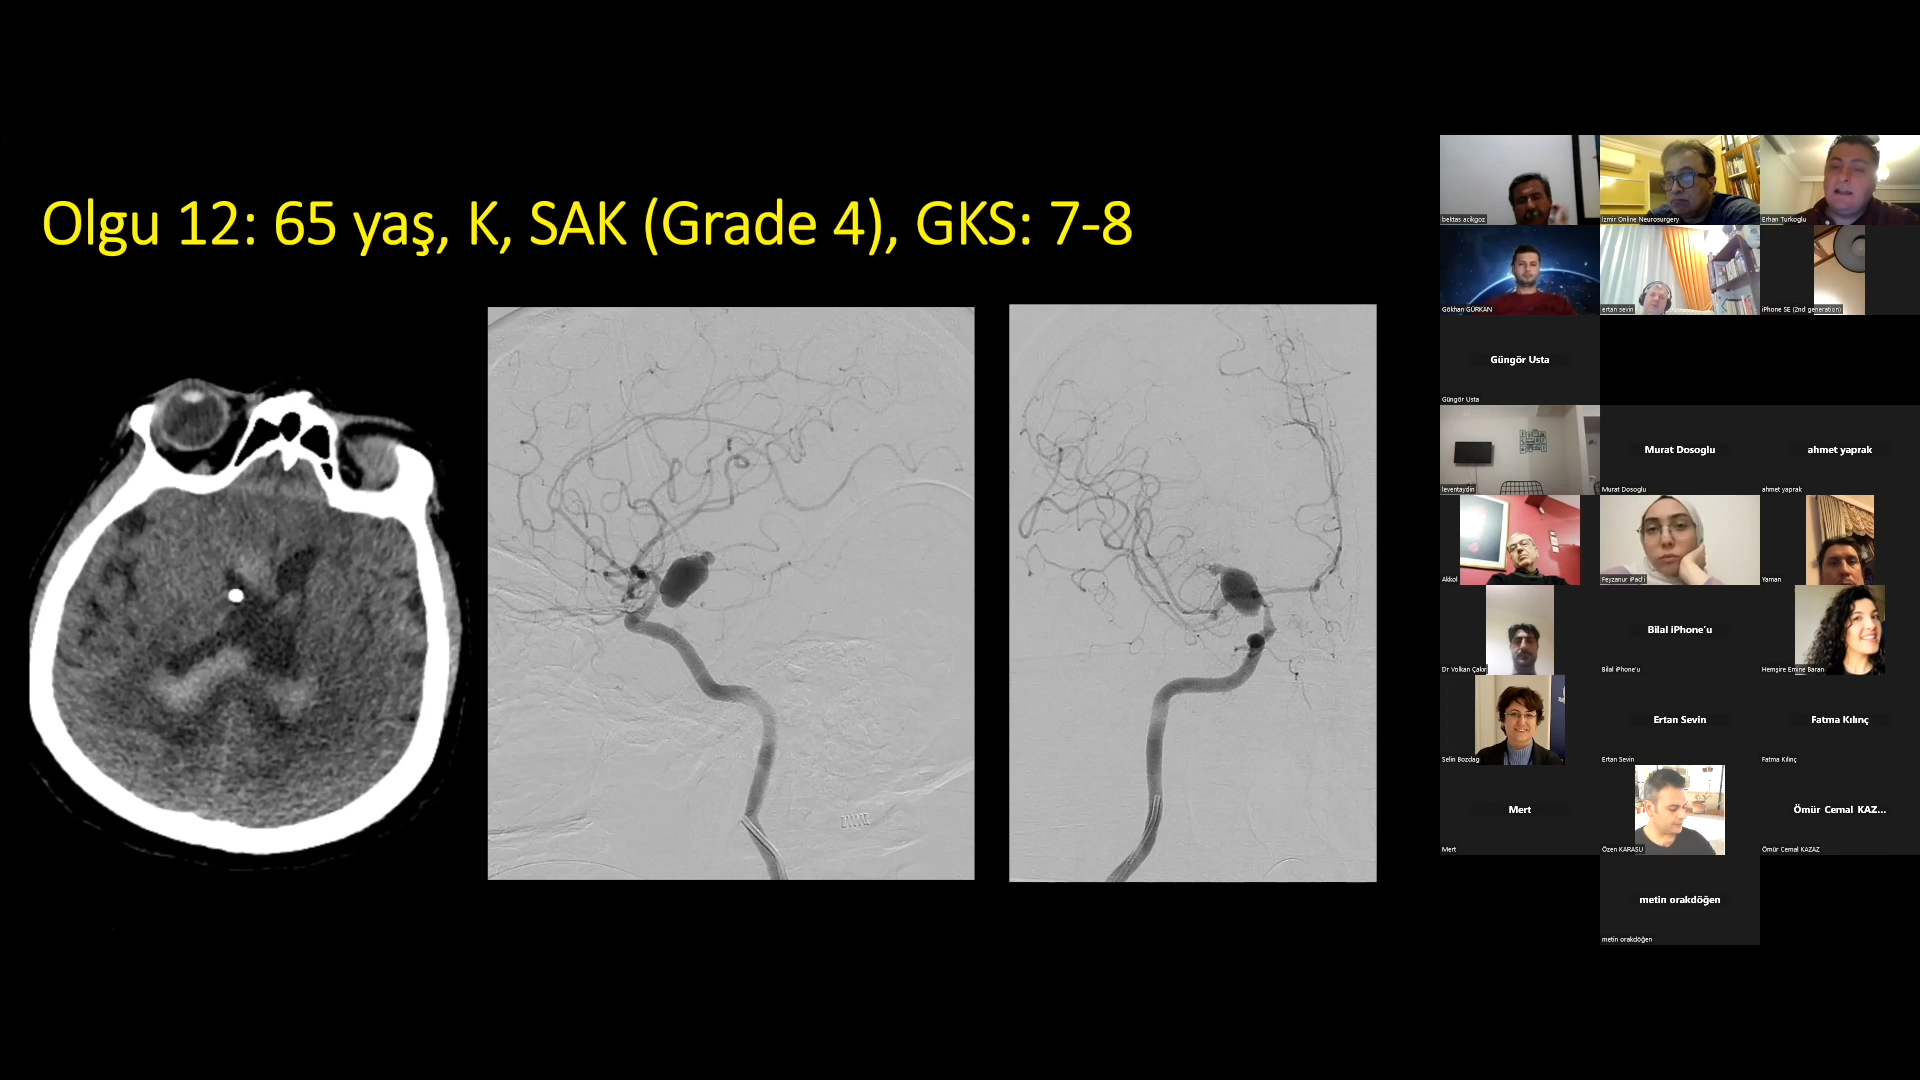 Olgu 12: 65 yaş, K, SAK (Grade 4), GKS: 7-8
bektas acikgoz
Izmir Online Neurosurgery
Erhan Turkoglu
Gökhan GÜRKAN
ertan sevin
iPhone SE (2nd generation)
Güngör Usta
Güngör Usta
leventaydin
Murat Dosoglu
Murat Dosoglu
ahmet yaprak
ahmet yaprak
Akkol
Feyzanur iPad'i
Yaman
Dr Volkan Çakır
Bilal iPhone'u
Bilal iPhone'u
Hemşire Emine Baran
Selin Bozdag
Ertan Sevin
Ertan Sevin
Fatma Kılınç
Fatma Kılınç
Mert
Mert
Özen KARASU
Ömür Cemal KAZ...
Ömür Cemal KAZAZ
metin orakdöğen
metin orakdöğen